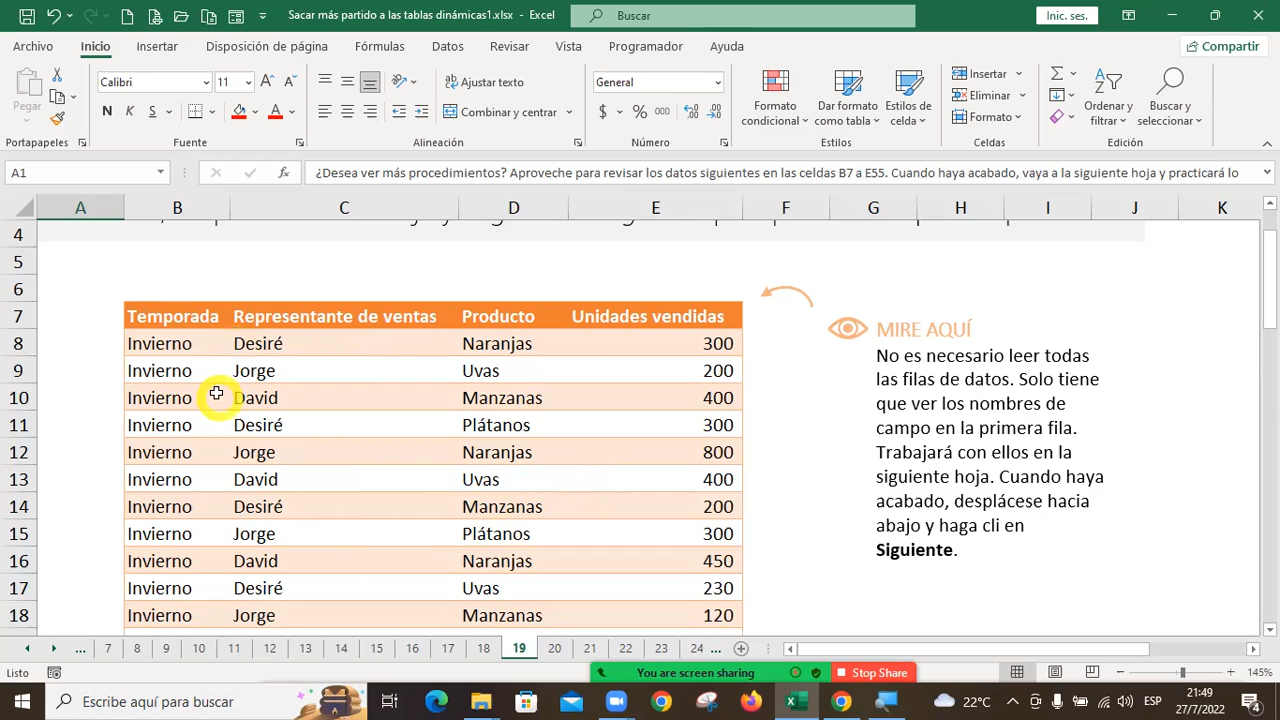 Sacar más partido a las tablas dinámicas1.xlsx - Excel
Buscar
Inic. ses.
Archivo Inicio Insertar Disposición de página Fórmulas Datos Revisar Vista Programador Ayuda
Compartir
Pegar
Calibri 11
N K S A
Ajustar texto
Combinar y centrar
General
$ % 000
Formato condicional
Dar formato como tabla
Estilos de celda
Insertar
Eliminar
Formato
Ordenar y filtrar
Buscar y seleccionar
Portapapeles Fuente Alineación Número Estilos Celdas Edición
A1 fx ¿Desea ver más procedimientos? Aproveche para revisar los datos siguientes en las celdas B7 a E55. Cuando haya acabado, vaya a la siguiente hoja y practicará lo
A B C D E F G H I J K
4
5
6
7 Temporada Representante de ventas Producto Unidades vendidas
8 Invierno Desiré Naranjas 300
9 Invierno Jorge Uvas 200
10 Invierno David Manzanas 400
11 Invierno Desiré Plátanos 300
12 Invierno Jorge Naranjas 800
13 Invierno David Uvas 400
14 Invierno Desiré Manzanas 200
15 Invierno Jorge Plátanos 300
16 Invierno David Naranjas 450
17 Invierno Desiré Uvas 230
18 Invierno Jorge Manzanas 120
MIRE AQUÍ
No es necesario leer todas
las filas de datos. Solo tiene
que ver los nombres de
campo en la primera fila.
Trabajará con ellos en la
siguiente hoja. Cuando haya
acabado, desplácese hacia
abajo y haga cli en
Siguiente.
... 7 8 9 10 11 12 13 14 15 16 17 18 19 20 21 22 23 24 ...
Listo
You are screen sharing
Stop Share
145%
Escribe aquí para buscar
22°C
ESP
21:49
27/7/2022
4